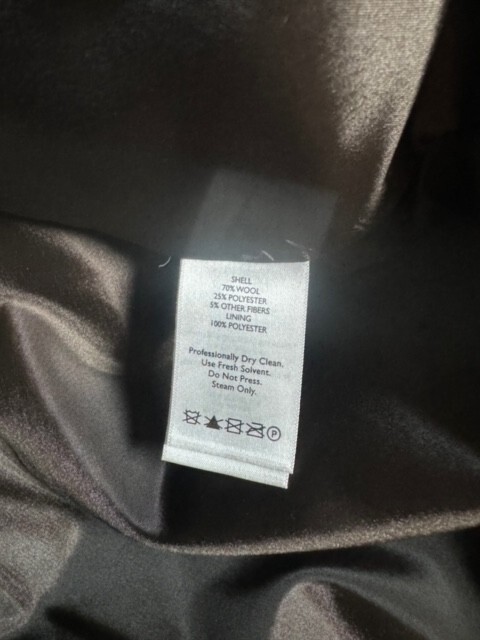 SHELL
70% WOOL
25% POLYESTER
5% OTHER FIBERS
LINING
100% POLYESTER
Professionally Dry Clean.
Use Fresh Solvent.
Do Not Press.
Steam Only.
P